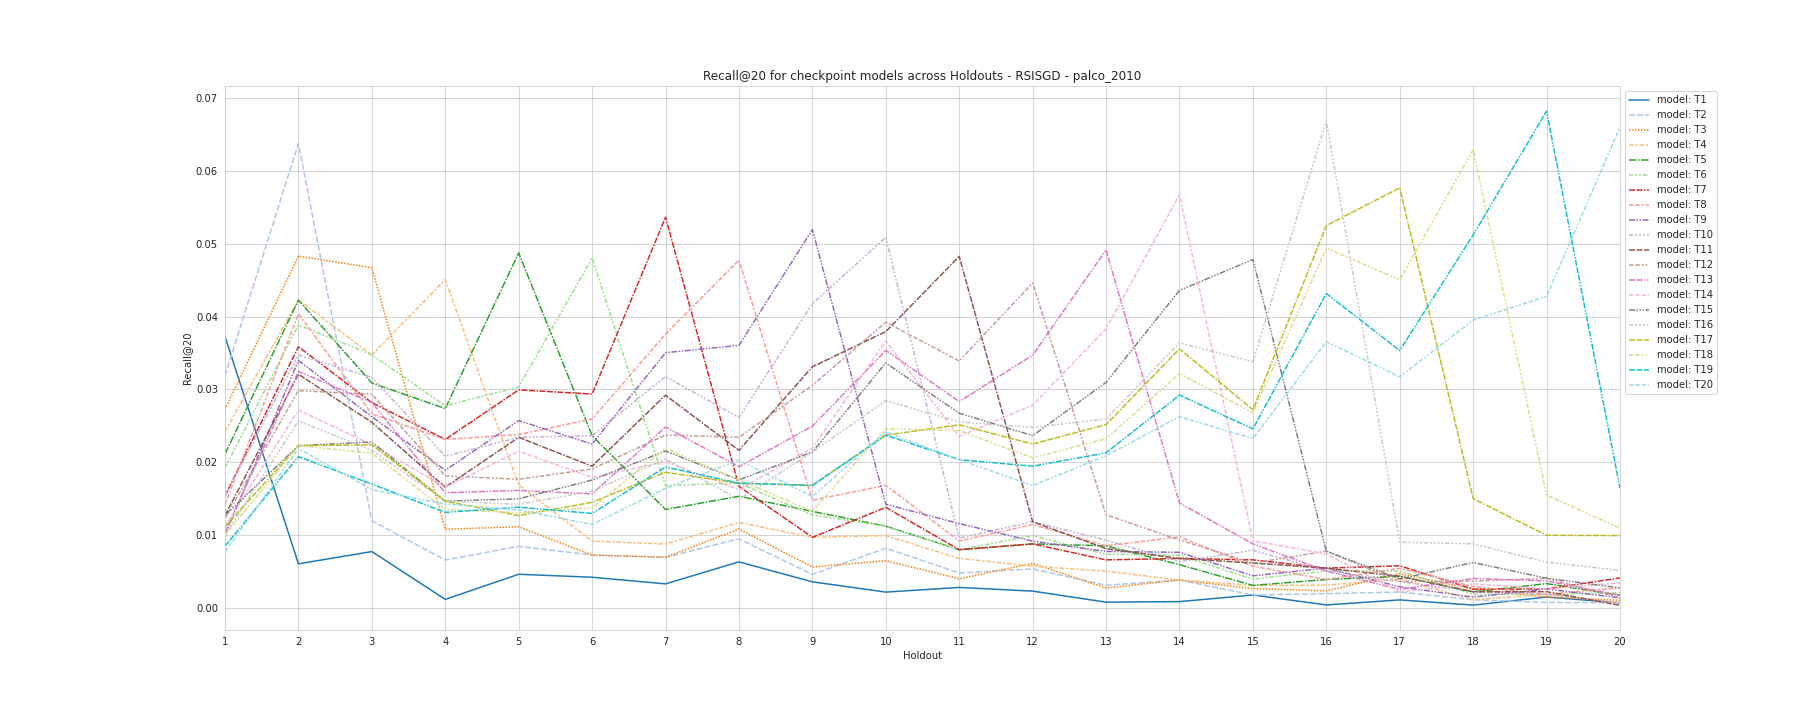 Recall@20 for checkpoint models across Holdouts - RSISGD - palco_2010
0.07
0.06
0.05
0.04
0.03
0.02
0.01
0.00
Recall@20
1 2 3 4 5 6 7 8 9 10 11 12 13 14 15 16 17 18 19 20
Holdout
model: T1
model: T2
model: T3
model: T4
model: T5
model: T6
model: T7
model: T8
model: T9
model: T10
model: T11
model: T12
model: T13
model: T14
model: T15
model: T16
model: T17
model: T18
model: T19
model: T20